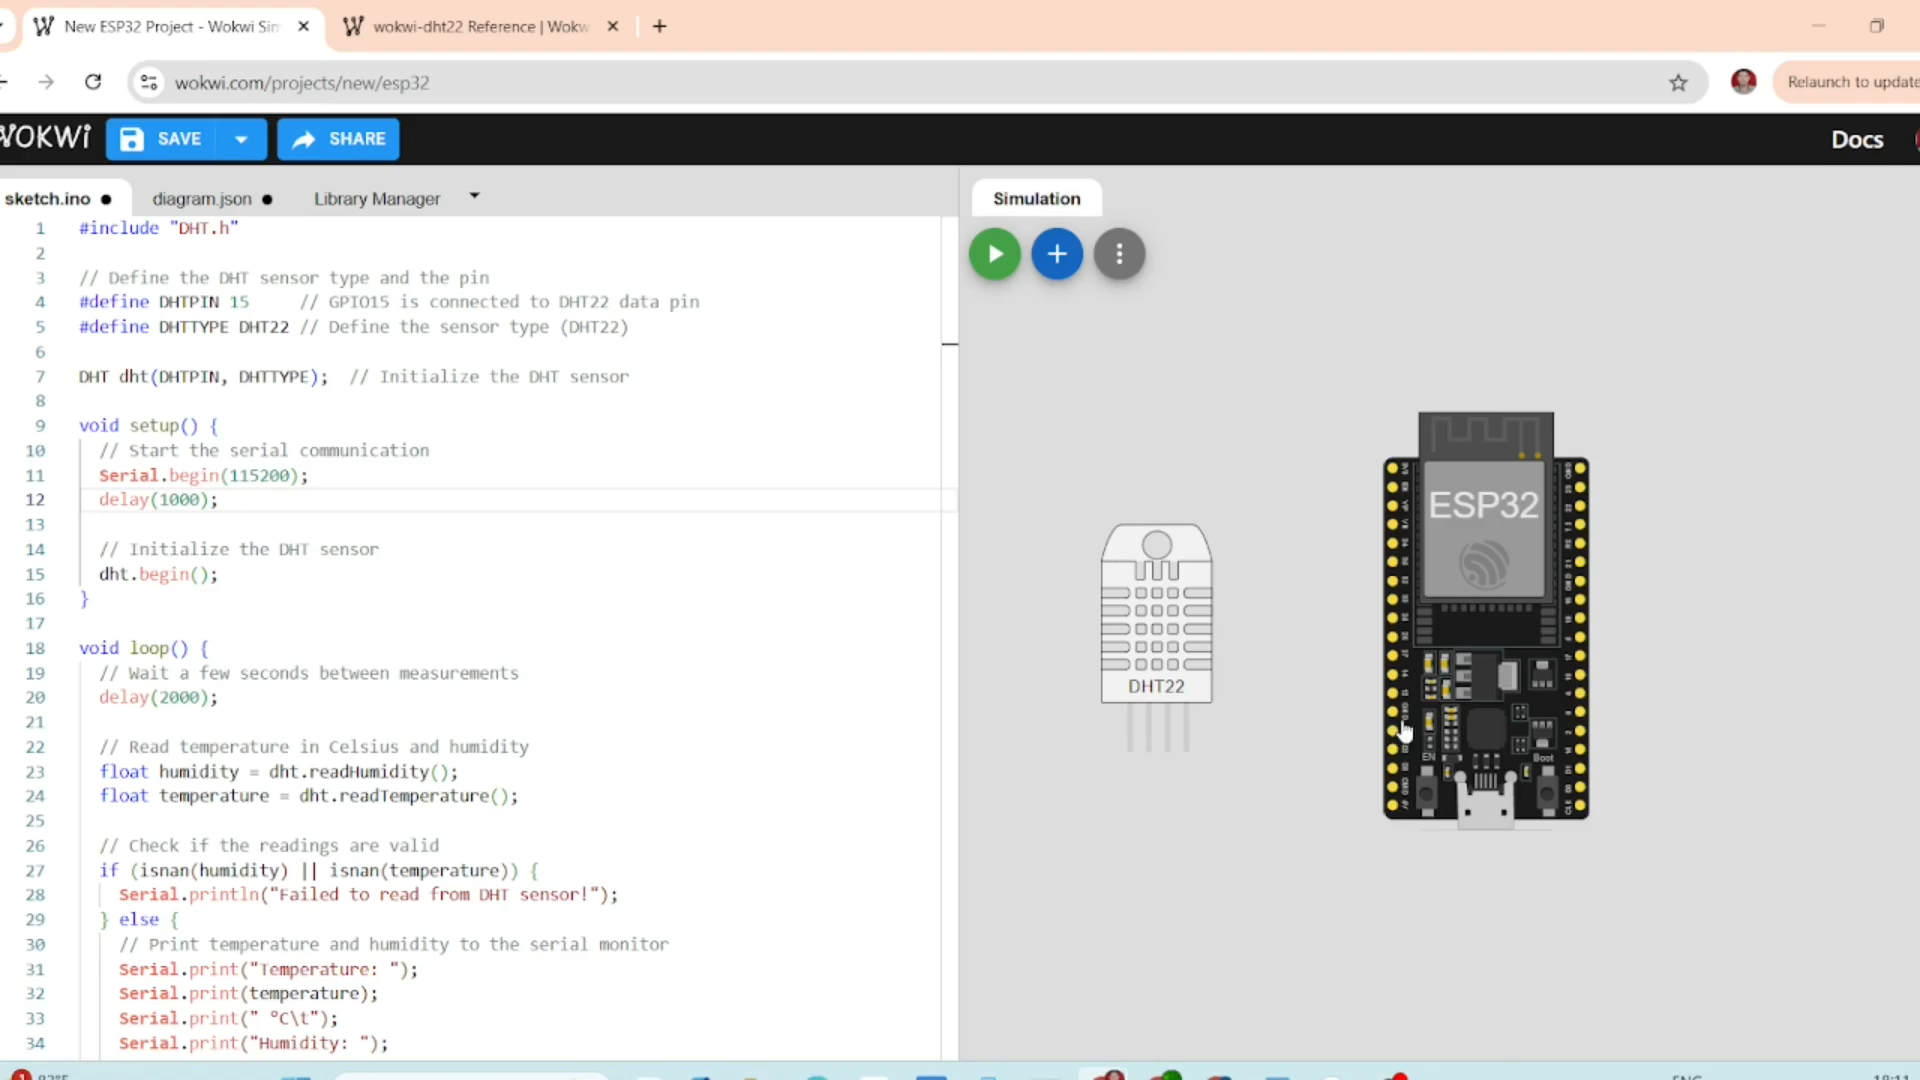 New ESP32 Project - Wokwi Sim
wokwi-dht22 Reference | Wokw
wokwi.com/projects/new/esp32
Relaunch to update
WOKWi
SAVE
SHARE
Docs
sketch.ino
diagram.json
Library Manager
Simulation
1 #include "DHT.h"
2
3 // Define the DHT sensor type and the pin
4 #define DHTPIN 15 // GPIO15 is connected to DHT22 data pin
5 #define DHTTYPE DHT22 // Define the sensor type (DHT22)
6
7 DHT dht(DHTPIN, DHTTYPE); // Initialize the DHT sensor
8
9 void setup() {
10 // Start the serial communication
11 Serial.begin(115200);
12 delay(1000);
13
14 // Initialize the DHT sensor
15 dht.begin();
16 }
17
18 void loop() {
19 // Wait a few seconds between measurements
20 delay(2000);
21
22 // Read temperature in Celsius and humidity
23 float humidity = dht.readHumidity();
24 float temperature = dht.readTemperature();
25
26 // Check if the readings are valid
27 if (isnan(humidity) || isnan(temperature)) {
28 Serial.println("Failed to read from DHT sensor!");
29 } else {
30 // Print temperature and humidity to the serial monitor
31 Serial.print("Temperature: ");
32 Serial.print(temperature);
33 Serial.print(" °C\t");
34 Serial.print("Humidity: ");
DHT22
ESP32
EN
Boot